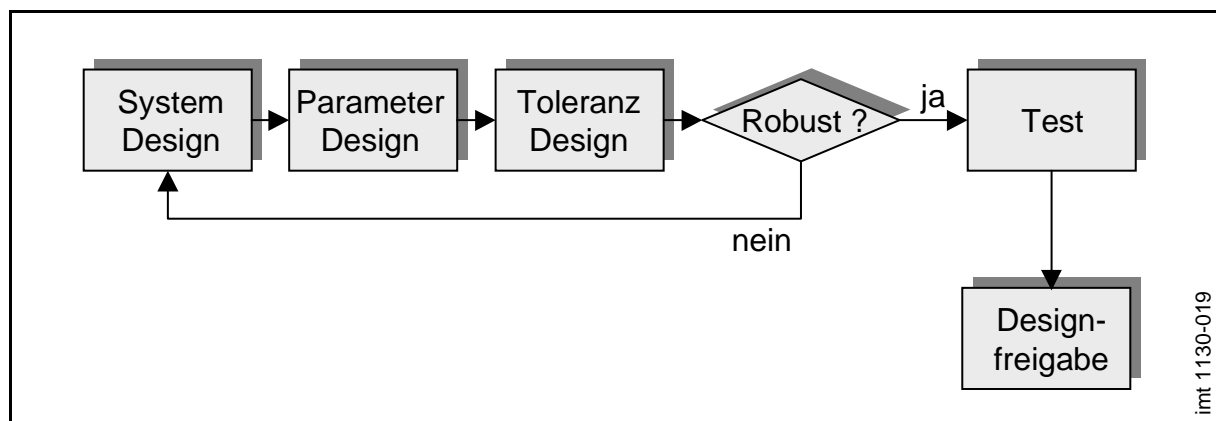 System
Design
Parameter
Design
Toleranz
Design
Robust ?
ja
Test
nein
Design-
freigabe
imt 1130-019